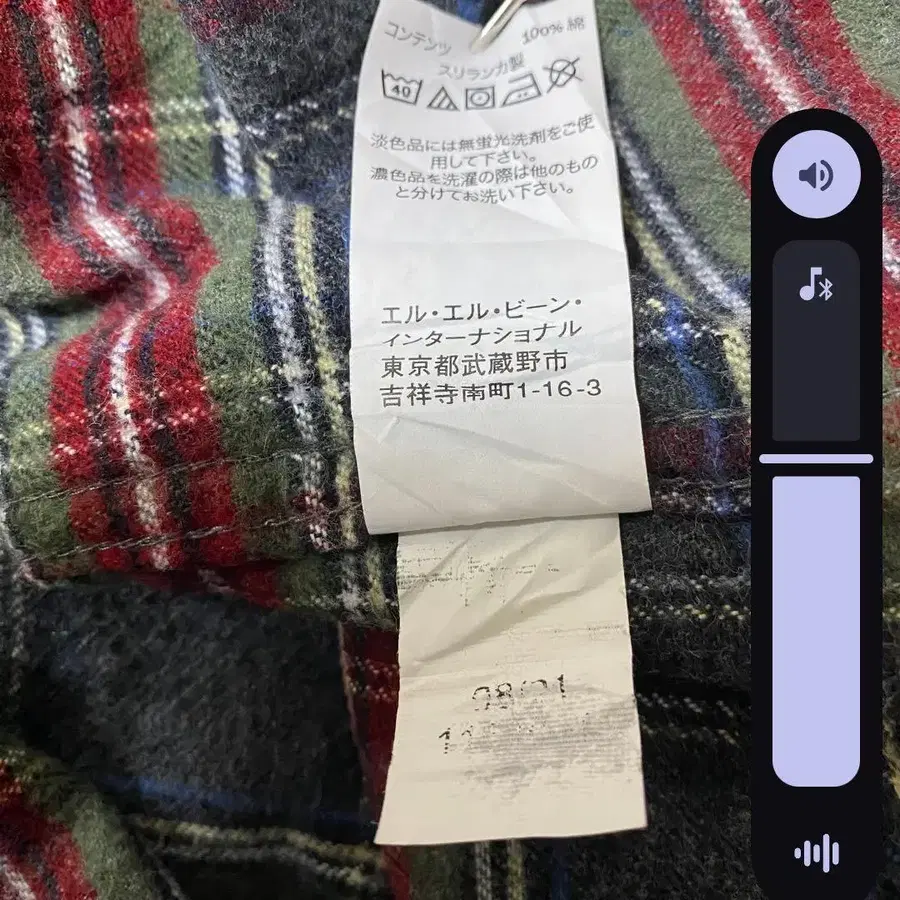 コンテンツ 100% 綿
スリランカ製
40
淡色品には無蛍光洗剤をご使
用して下さい。
濃色品を洗濯の際は他のもの
と分けてお洗い下さい。
エル・エル・ビーン・
インターナショナル
東京都武蔵野市
吉祥寺南町1-16-3